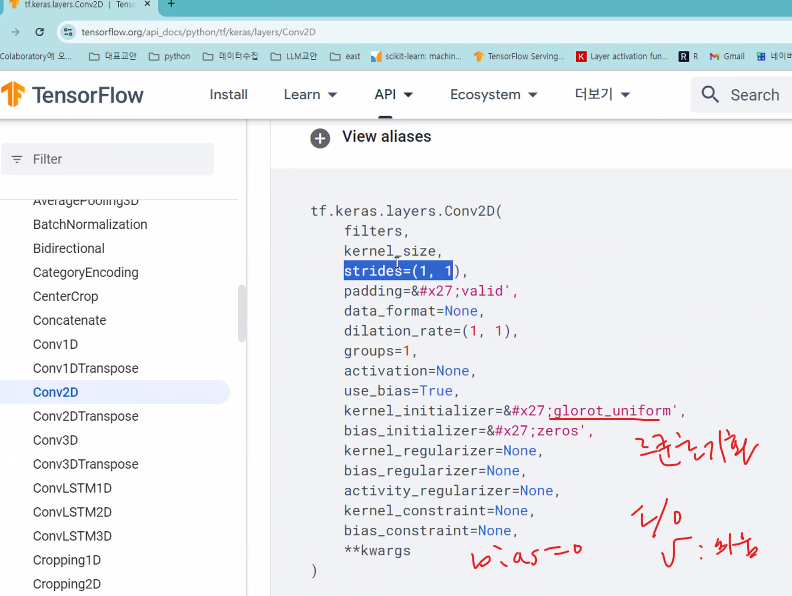 tf.keras.layers.Conv2D | Tens
tensorflow.org/api_docs/python/tf/keras/layers/Conv2D
Colaboratory에 오... 대표교안 python 데이터수집 LLM교안 east scikit-learn: machin... TensorFlow Serving... Layer activation fun... R Gmail 네이버
TensorFlow Install Learn API Ecosystem 더보기 Search
View aliases
Filter
AveragePooling3D
BatchNormalization
Bidirectional
CategoryEncoding
CenterCrop
Concatenate
Conv1D
Conv1DTranspose
Conv2D
Conv2DTranspose
Conv3D
Conv3DTranspose
ConvLSTM1D
ConvLSTM2D
ConvLSTM3D
Cropping1D
Cropping2D
tf.keras.layers.Conv2D(
filters,
kernel_size,
strides=(1, 1),
padding=&#x27;valid',
data_format=None,
dilation_rate=(1, 1),
groups=1,
activation=None,
use_bias=True,
kernel_initializer=&#x27;glorot_uniform',
bias_initializer=&#x27;zeros',
kernel_regularizer=None,
bias_regularizer=None,
activity_regularizer=None,
kernel_constraint=None,
bias_constraint=None,
**kwargs
)
I/O
√ :
bias=0